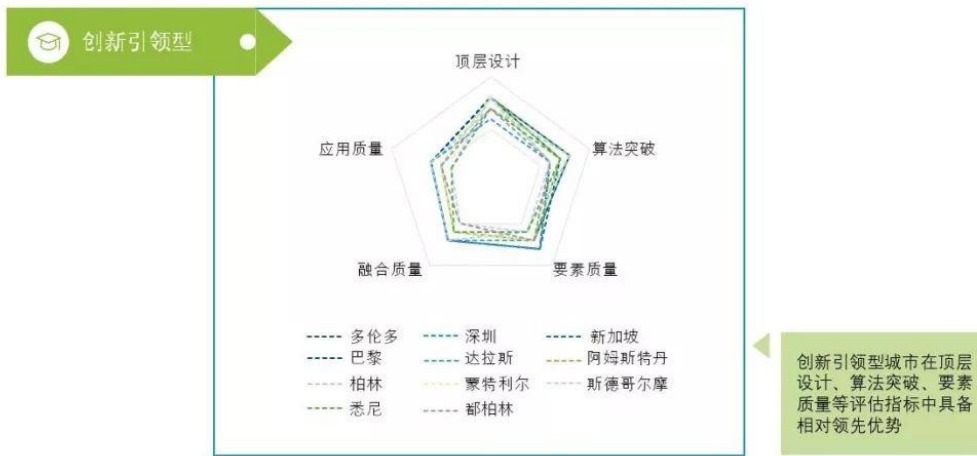 创新引领型
顶层设计
应用质量
算法突破
融合质量
要素质量
多伦多
深圳
新加坡
巴黎
达拉斯
阿姆斯特丹
柏林
蒙特利尔
斯德哥尔摩
悉尼
都柏林
创新引领型城市在顶层
设计、算法突破、要素
质量等评估指标中具备
相对领先优势